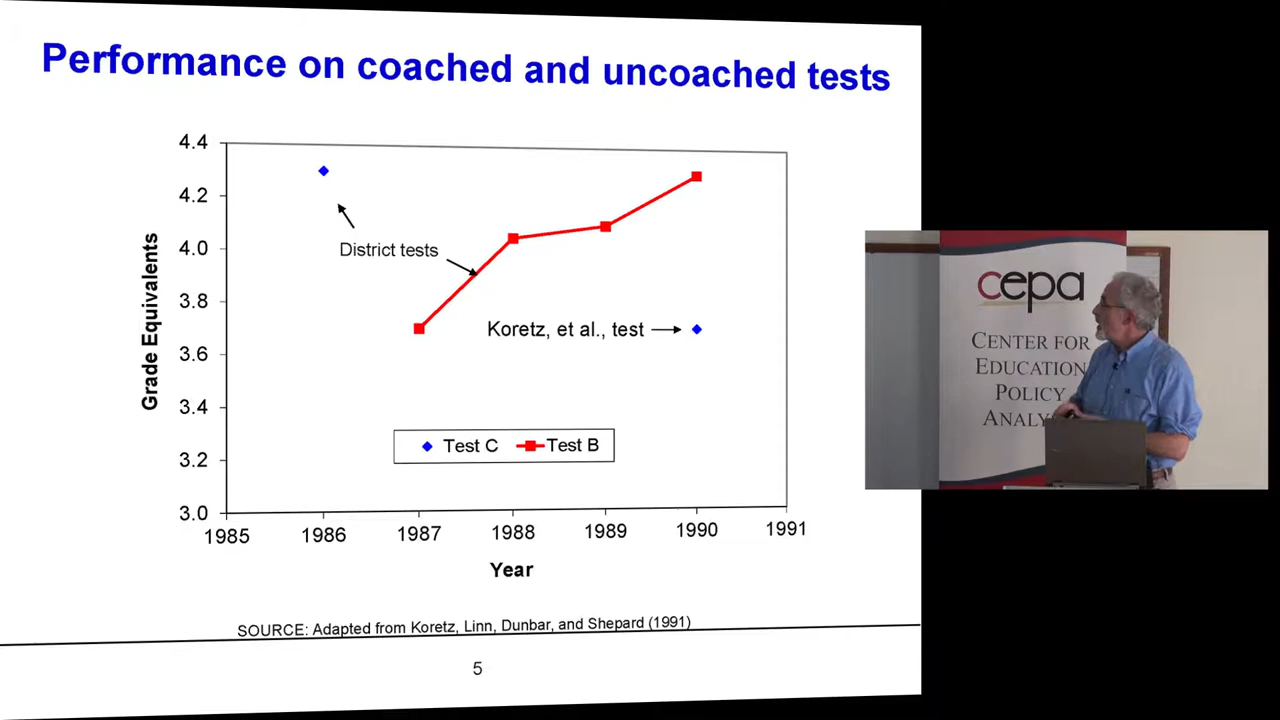 Performance on coached and uncoached tests
4.4
4.2
4.0
3.8
3.6
3.4
3.2
3.0
Grade Equivalents
District tests
Koretz, et al., test
Test C
Test B
1985
1986
1987
1988
1989
1990
1991
Year
SOURCE: Adapted from Koretz, Linn, Dunbar, and Shepard (1991)
5
cepa
CENTER FOR
EDUCATION
POLICY